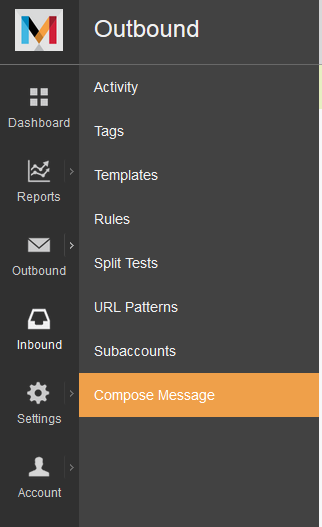 Outbound
Activity
Tags
Templates
Rules
Split Tests
URL Patterns
Subaccounts
Compose Message
Dashboard
Reports
Outbound
Inbound
Settings
Account